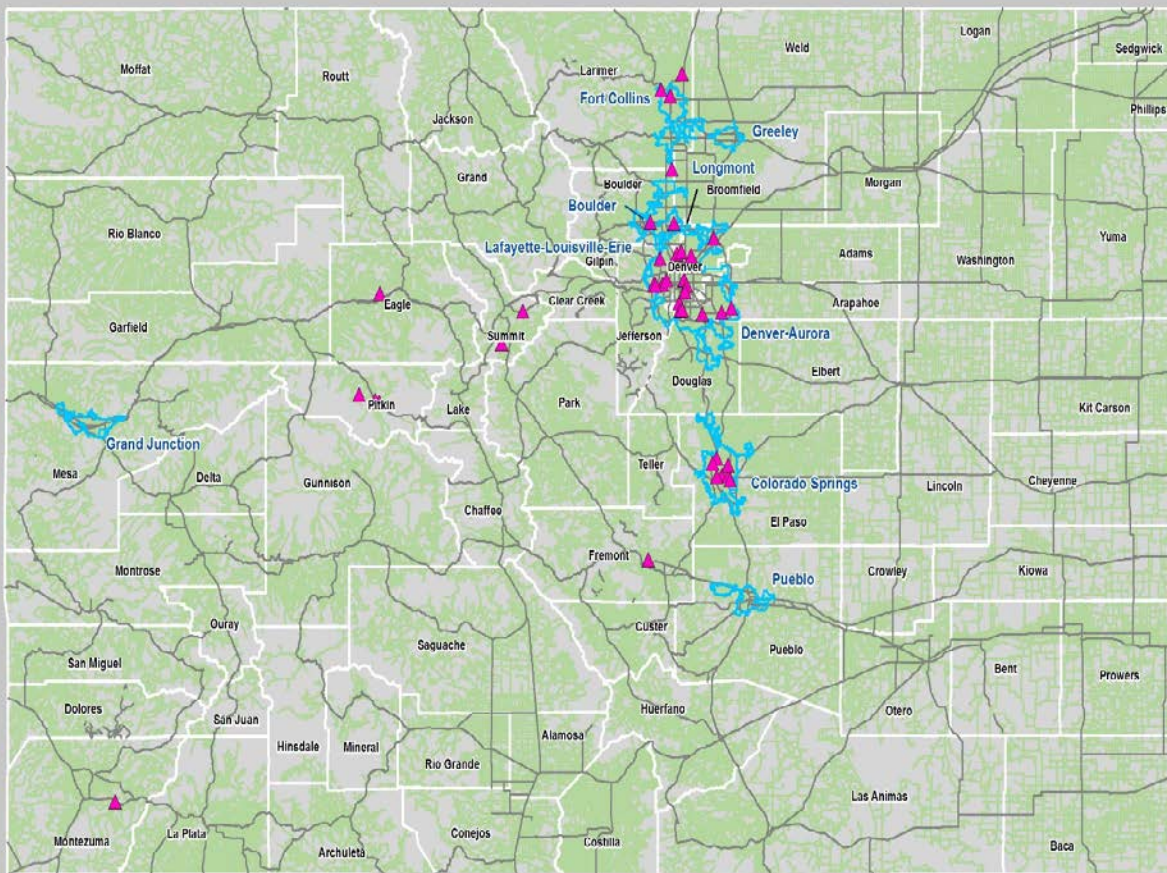 Logan
Weld
Sedgwick
Moffat
Routt
Larimer
Fort Collins
Phillips
Jackson
Greeley
Grand
Longmont
Morgan
Boulder
Broomfield
Boulder
Rio Blanco
Yuma
Lafayette-Louisville-Erie
Adams
Washington
Gilpin
Denver
Eagle
Clear Creek
Arapahoe
Garfield
Summit
Jefferson
Denver-Aurora
Elbert
Douglas
Pitkin
Lake
Park
Kit Carson
Grand Junction
Teller
Mesa
Delta
Gunnison
Colorado Springs
Cheyenne
Lincoln
Chaffee
El Paso
Fremont
Montrose
Pueblo
Crowley
Kiowa
Ouray
Custer
Saguache
Pueblo
San Miguel
Bent
Prowers
Dolores
Huerfano
Otero
San Juan
Hinsdale
Mineral
Alamosa
Rio Grande
Las Animas
Montezuma
La Plata
Conejos
Costilla
Archuleta
Baca